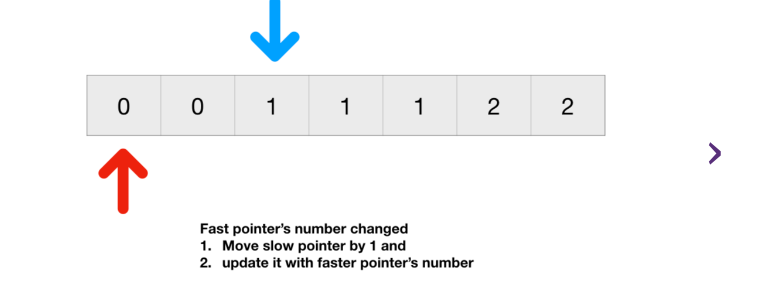 0 0 1 1 1 2 2
Fast pointer's number changed
1. Move slow pointer by 1 and
2. update it with faster pointer's number